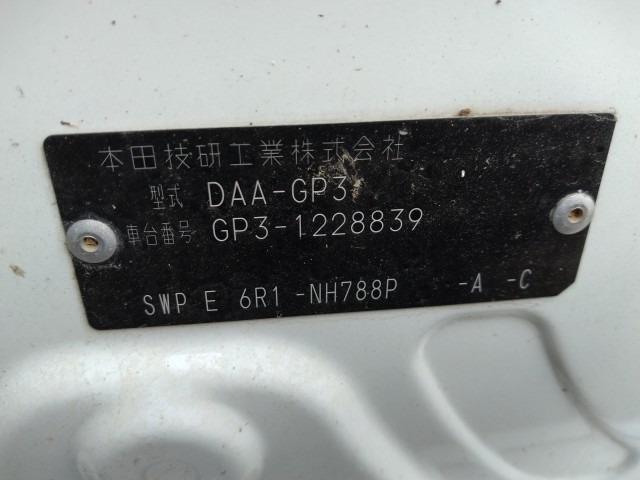 本田技研工業株式会社
型式 DAA-GP3
車台番号 GP3-1228839
SWP E 6R1 -NH788P -A -C